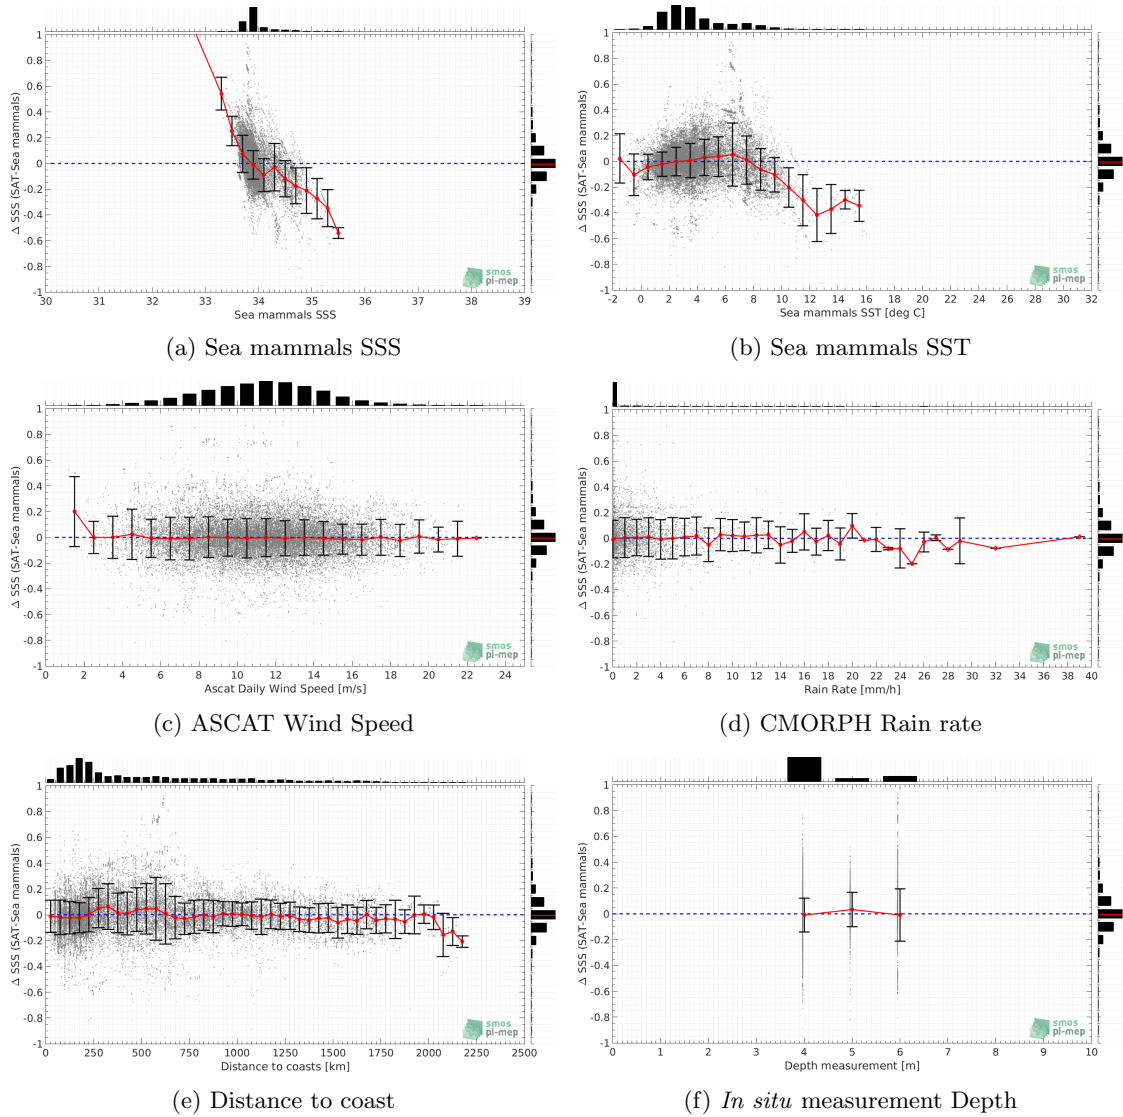 1
0.8
0.6
0.4
0.2
0
-0.2
-0.4
-0.6
-0.8
-1
Δ SSS (SAT-Sea mammals)
30 31 32 33 34 35 36 37 38 39
Sea mammals SSS
smos
pi-mep
(a) Sea mammals SSS
1
0.8
0.6
0.4
0.2
0
-0.2
-0.4
-0.6
-0.8
-1
Δ SSS (SAT-Sea mammals)
-2 0 2 4 6 8 10 12 14 16 18 20 22 24 26 28 30 32
Sea mammals SST [deg C]
smos
pi-mep
(b) Sea mammals SST
1
0.8
0.6
0.4
0.2
0
-0.2
-0.4
-0.6
-0.8
-1
Δ SSS (SAT-Sea mammals)
0 2 4 6 8 10 12 14 16 18 20 22 24
Ascat Daily Wind Speed [m/s]
smos
pi-mep
(c) ASCAT Wind Speed
1
0.8
0.6
0.4
0.2
0
-0.2
-0.4
-0.6
-0.8
-1
Δ SSS (SAT-Sea mammals)
0 2 4 6 8 10 12 14 16 18 20 22 24 26 28 30 32 34 36 38 40
Rain Rate [mm/h]
smos
pi-mep
(d) CMORPH Rain rate
1
0.8
0.6
0.4
0.2
0
-0.2
-0.4
-0.6
-0.8
-1
Δ SSS (SAT-Sea mammals)
0 250 500 750 1000 1250 1500 1750 2000 2250 2500
Distance to coasts [km]
smos
pi-mep
(e) Distance to coast
1
0.8
0.6
0.4
0.2
0
-0.2
-0.4
-0.6
-0.8
-1
Δ SSS (SAT-Sea mammals)
0 1 2 3 4 5 6 7 8 9 10
Depth measurement [m]
smos
pi-mep
(f) In situ measurement Depth